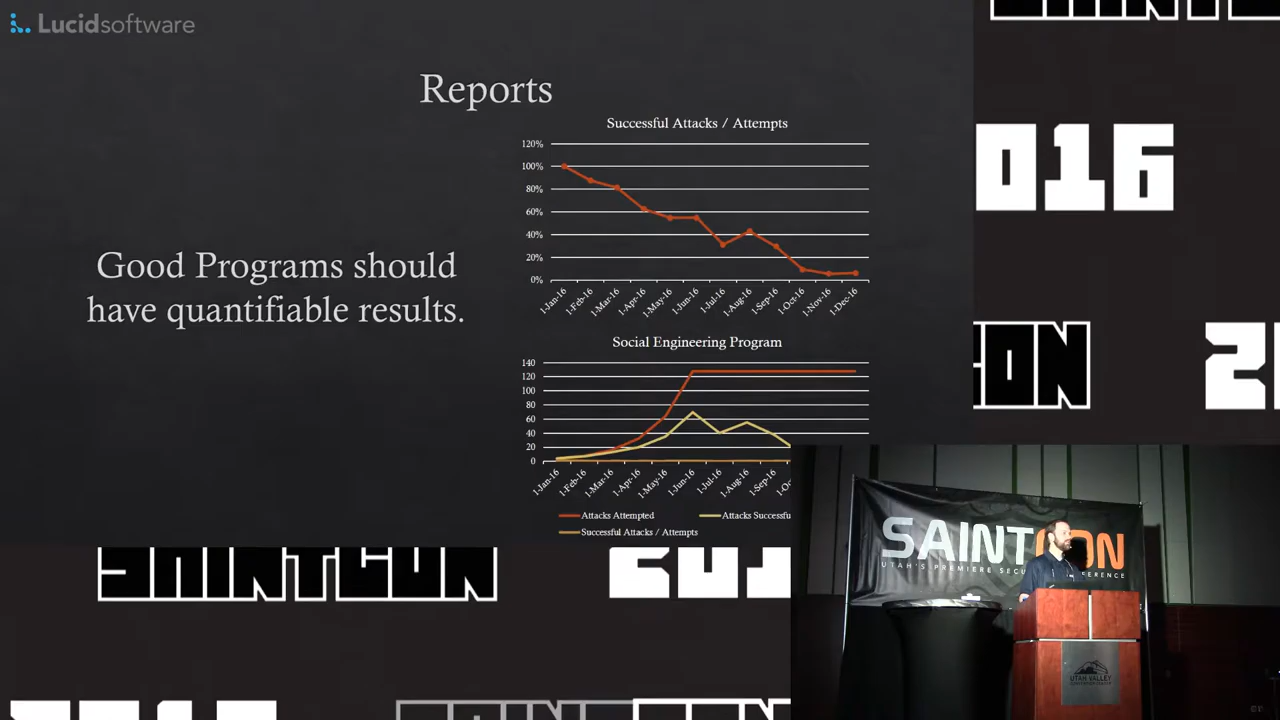 Lucidsoftware
Reports
Good Programs should
have quantifiable results.
Successful Attacks / Attempts
120%
100%
80%
60%
40%
20%
0%
1-Jan-16 1-Feb-16 1-Mar-16 1-Apr-16 1-May-16 1-Jun-16 1-Jul-16 1-Aug-16 1-Sep-16 1-Oct-16 1-Nov-16 1-Dec-16
Social Engineering Program
140
120
100
80
60
40
20
0
1-Jan-16 1-Feb-16 1-Mar-16 1-Apr-16 1-May-16 1-Jun-16 1-Jul-16 1-Aug-16 1-Sep-16
Attacks Attempted
Attacks Successfu
Successful Attacks / Attempts
016
SAINTCON
SAINTCON
UTAH VALLEY